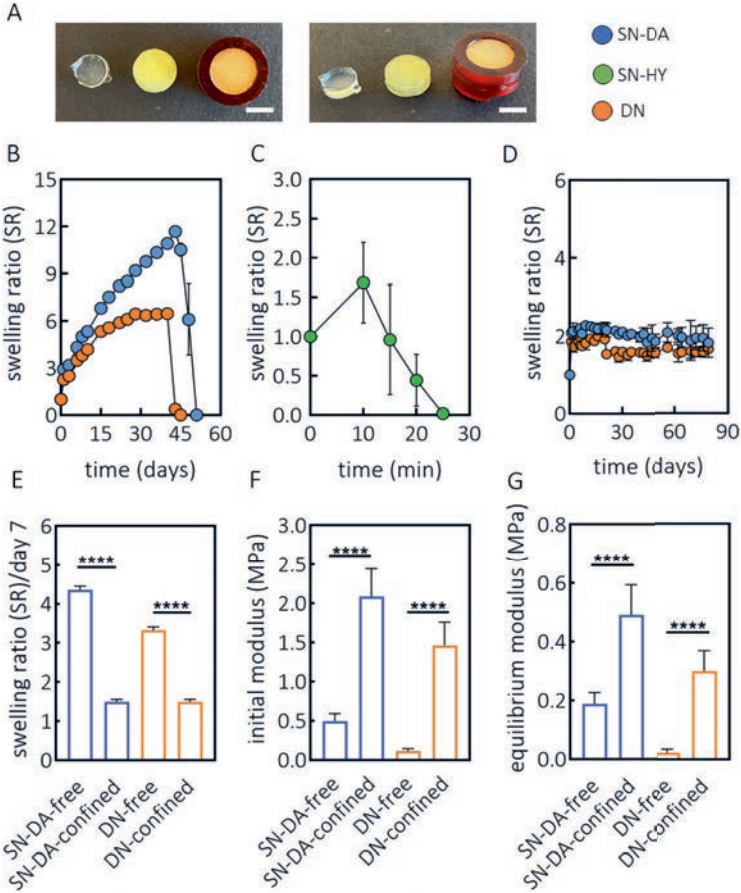 A
SN-DA
SN-HY
DN
B
15
12
9
6
3
0
swelling ratio (SR)
0 15 30 45 60
time (days)
C
3.0
2.5
2.0
1.5
1.0
0.5
0.0
swelling ratio (SR)
0 10 20 30
time (min)
D
6
4
2
0
swelling ratio (SR)
0 30 60 90
time (days)
E
5
4
3
2
1
swelling ratio (SR)/day 7
****
****
SN-DA-free
SN-DA-confined
DN-free
DN-confined
F
3.0
2.5
2.0
1.5
1.0
0.5
0.0
initial modulus (MPa)
****
****
SN-DA-free
SN-DA-confined
DN-free
DN-confined
G
0.8
0.6
0.4
0.2
0.0
equilibrium modulus (MPa)
****
****
SN-DA-free
SN-DA-confined
DN-free
DN-confined